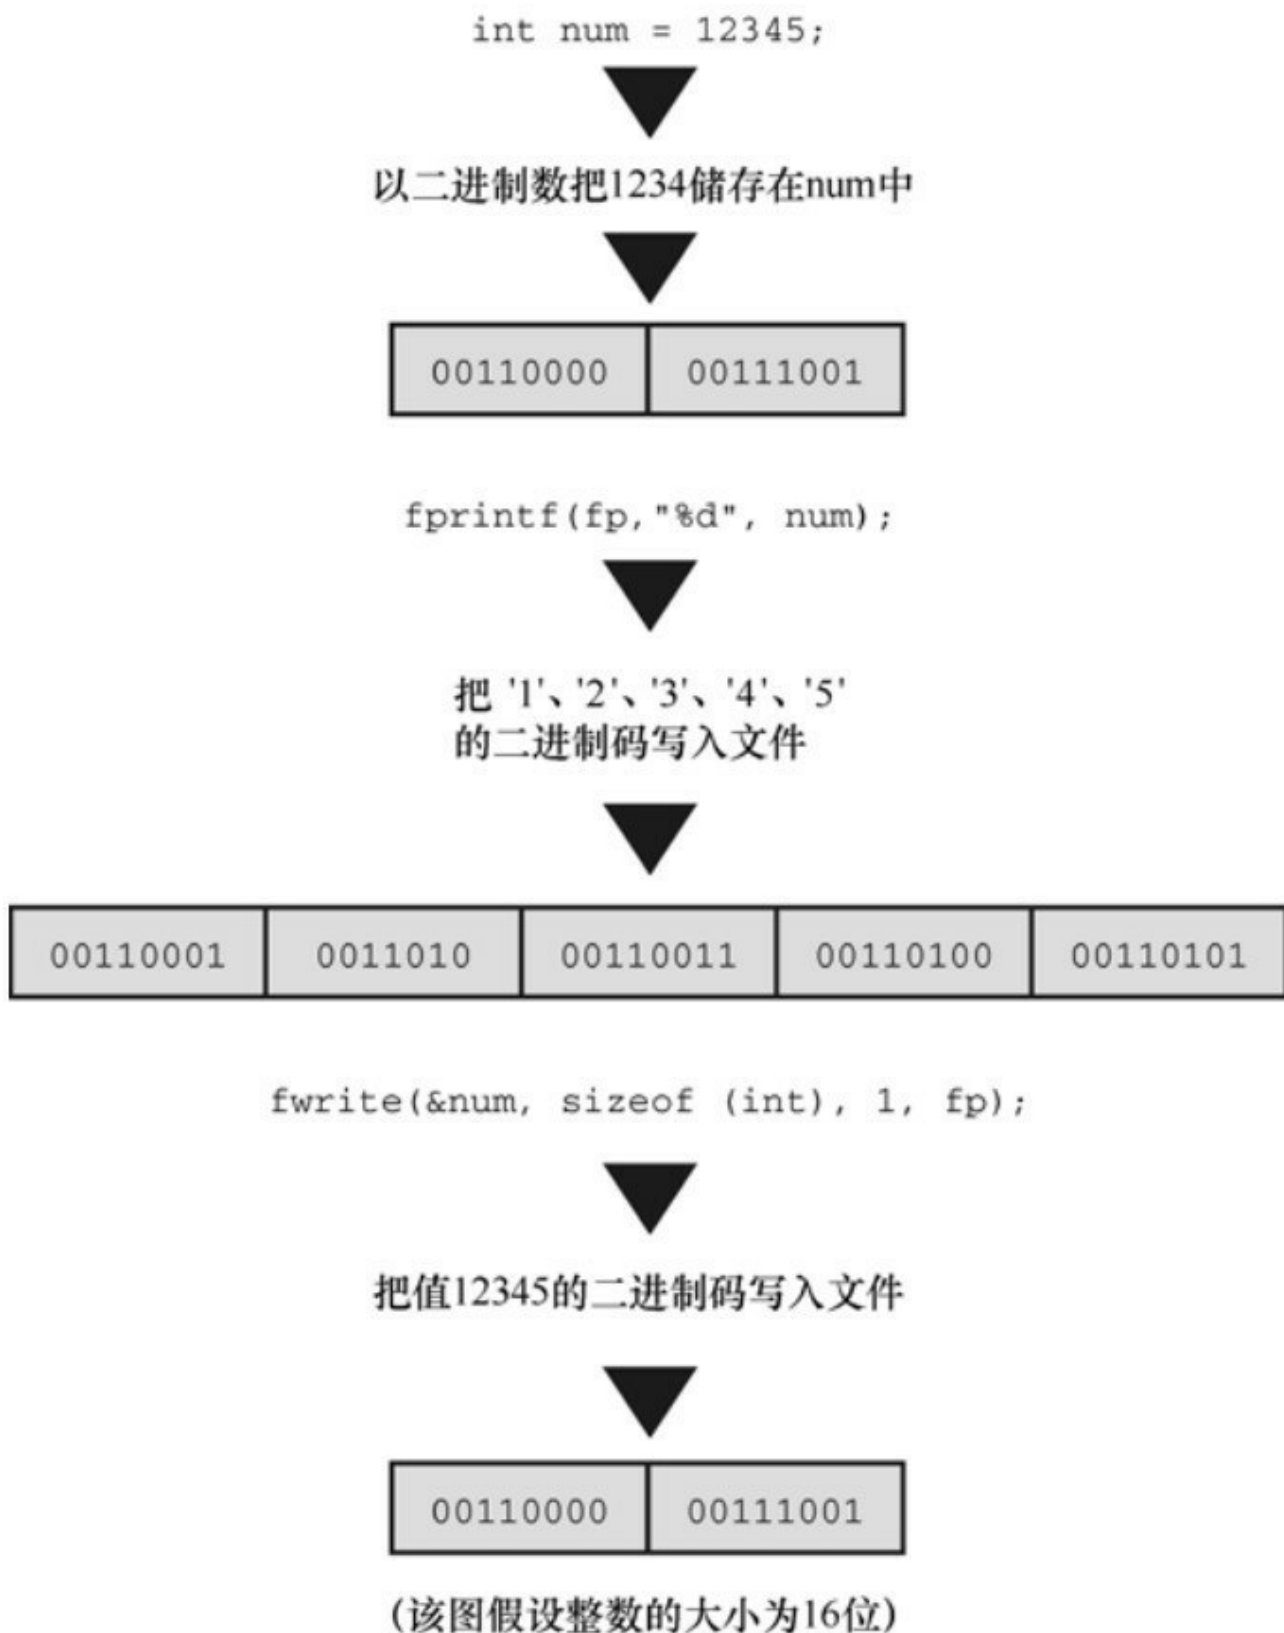 int num = 12345;
以二进制数把1234储存在num中
00110000 00111001
fprintf(fp,"%d", num);
把 '1'、'2'、'3'、'4'、'5'
的二进制码写入文件
00110001 0011010 00110011 00110100 00110101
fwrite(&num, sizeof (int), 1, fp);
把值12345的二进制码写入文件
00110000 00111001
(该图假设整数的大小为16位)